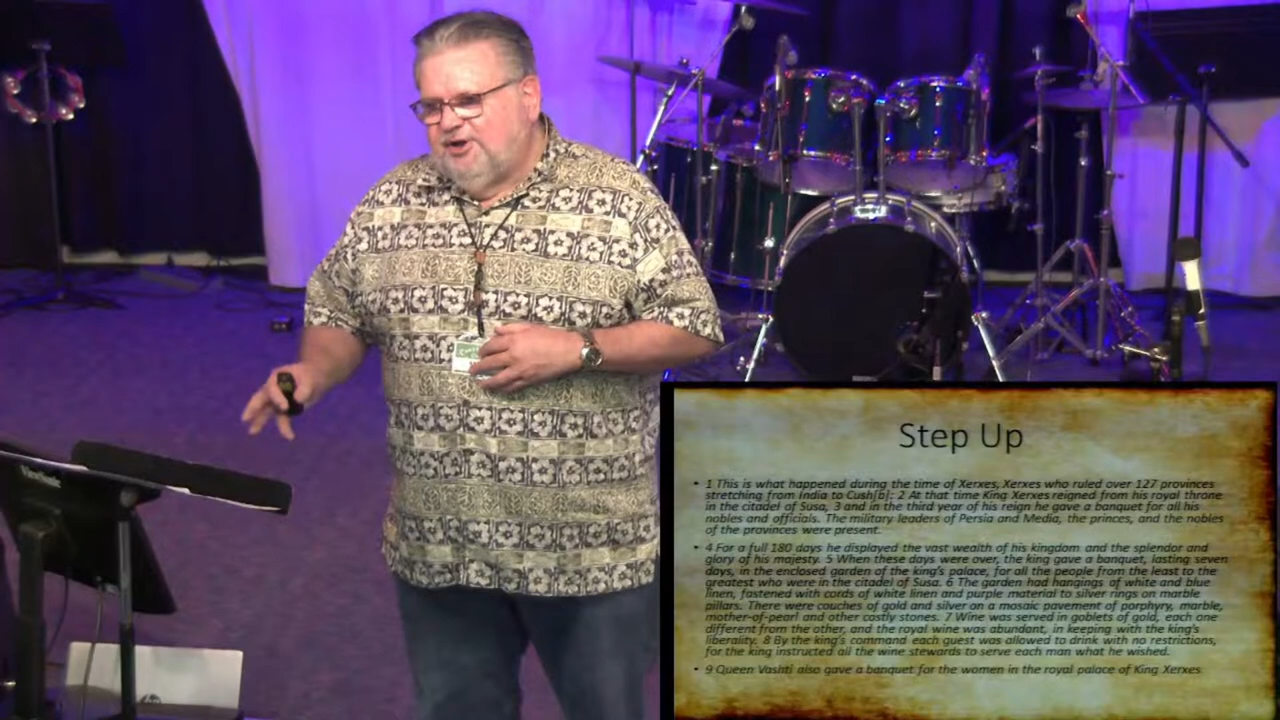 ViewSonic
Step Up
• 1 This is what happened during the time of Xerxes, Xerxes who ruled over 127 provinces
stretching from India to Cush[b]: 2 At that time King Xerxes reigned from his royal throne
in the citadel of Susa, 3 and in the third year of his reign he gave a banquet for all his
nobles and officials. The military leaders of Persia and Media, the princes, and the nobles
of the provinces were present.
• 4 For a full 180 days he displayed the vast wealth of his kingdom and the splendor and
glory of his majesty. 5 When these days were over, the king gave a banquet, lasting seven
days, in the enclosed garden of the king's palace, for all the people from the least to the
greatest who were in the citadel of Susa. 6 The garden had hangings of white and blue
linen, fastened with cords of white linen and purple material to silver rings on marble
pillars. There were couches of gold and silver on a mosaic pavement of porphyry, marble,
mother-of-pearl and other costly stones. 7 Wine was served in goblets of gold, each one
different from the other, and the royal wine was abundant, in keeping with the king's
liberality. 8 By the king's command each guest was allowed to drink with no restrictions,
for the king instructed all the wine stewards to serve each man what he wished.
• 9 Queen Vashti also gave a banquet for the women in the royal palace of King Xerxes